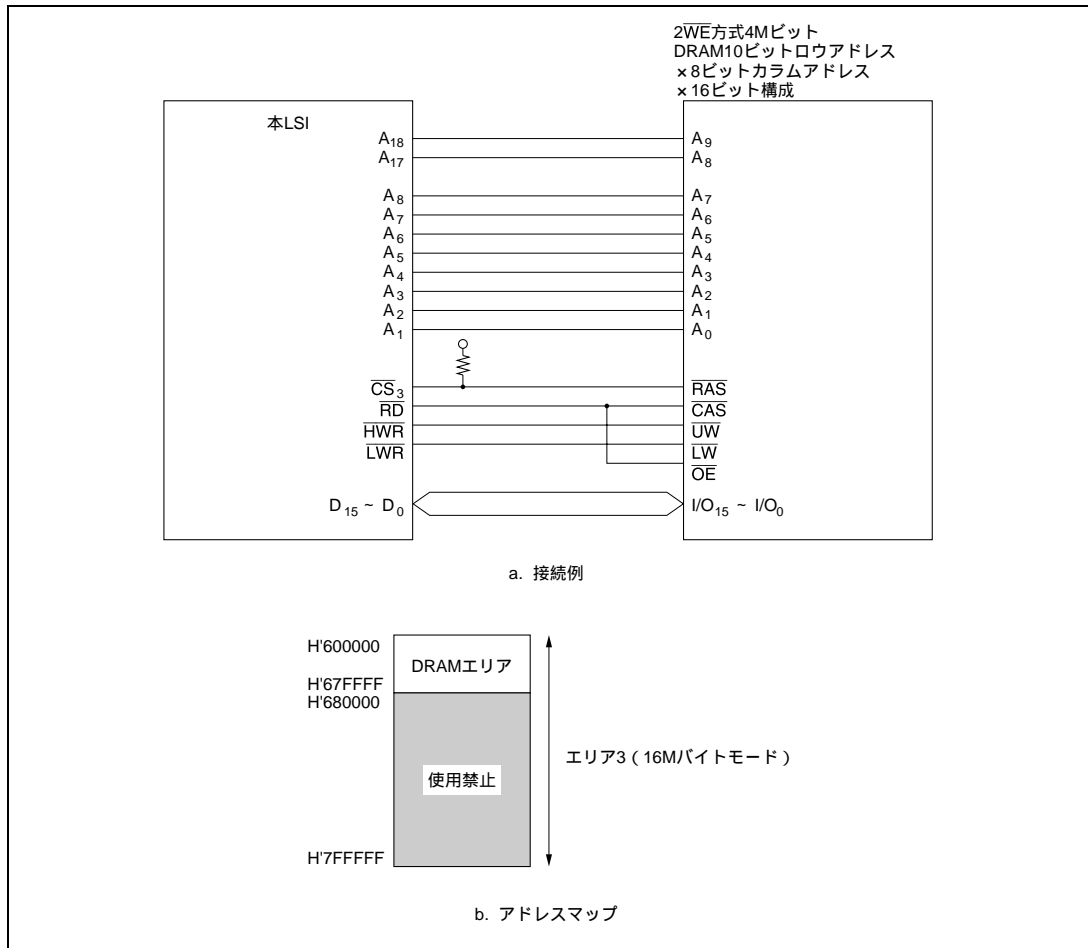 2WE方式4Mビット
DRAM10ビットロウアドレス
×8ビットカラムアドレス
×16ビット構成
本LSI
A18 A9
A17 A8
A8 A7
A7 A6
A6 A5
A5 A4
A4 A3
A3 A2
A2 A1
A1 A0
CS3 RAS
RD CAS
HWR UW
LWR LW
OE
D15 ~ D0 I/O15 ~ I/O0
a. 接続例
H'600000
DRAMエリア
H'67FFFF
H'680000
エリア3（16Mバイトモード）
使用禁止
H'7FFFFF
b. アドレスマップ